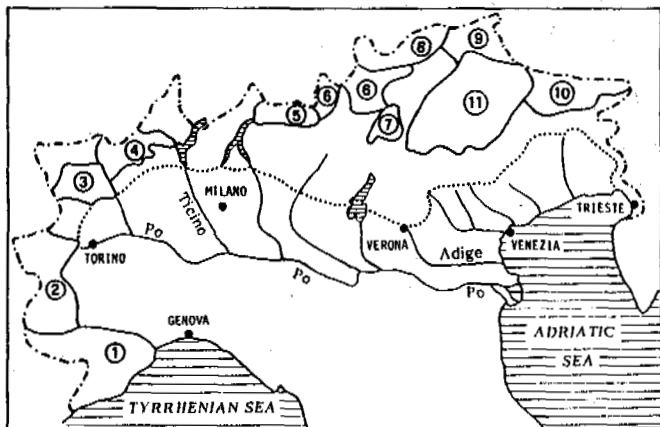 8
9
6
6
10
5
11
7
4
3
MILANO
Ticino
TRIESTE
Po
VERONA
VENEZIA
TORINO
Adige
Po
Po
2
GENOVA
ADRIATIC
SEA
1
TYRRHENIAN SEA